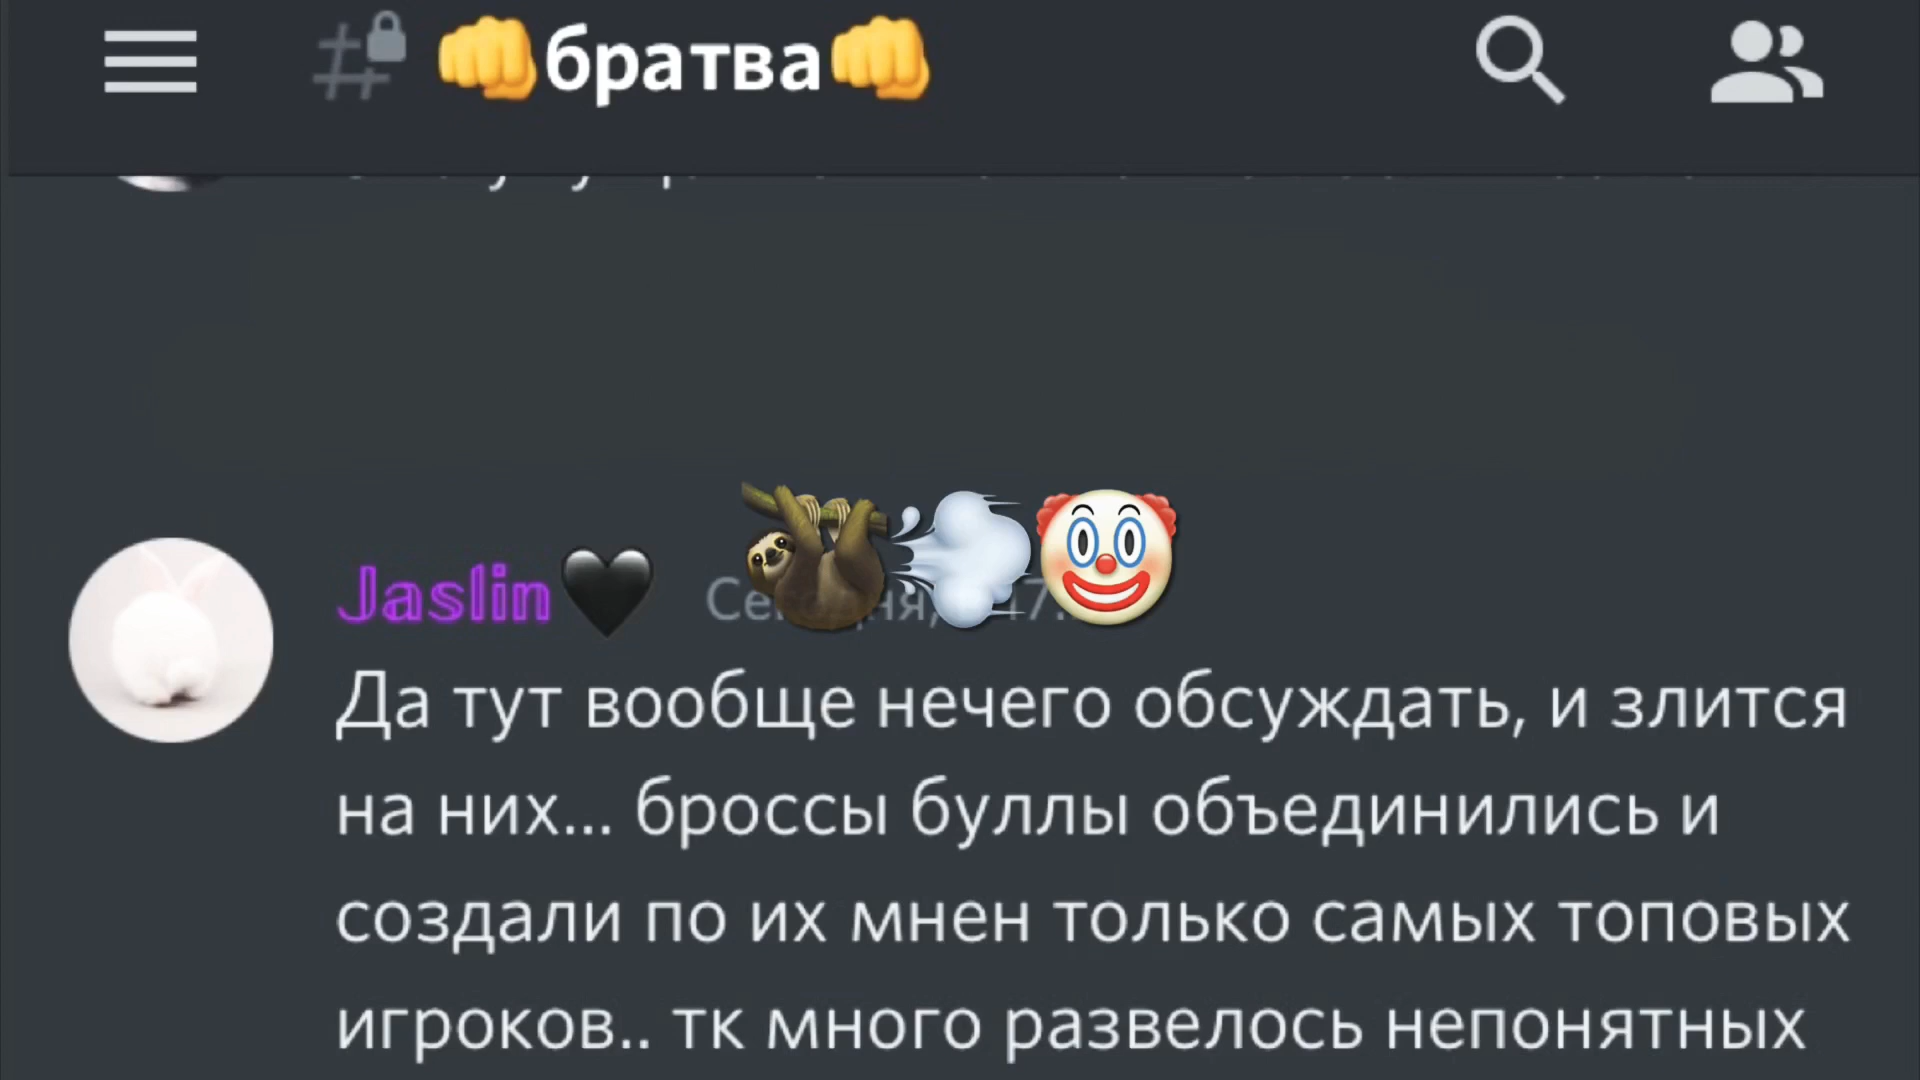 👊братва👊
Jaslin🖤
Да тут вообще нечего обсуждать, и злится
на них... броссы буллы объединились и
создали по их мнен только самых топовых
игроков.. тк много развелось непонятных